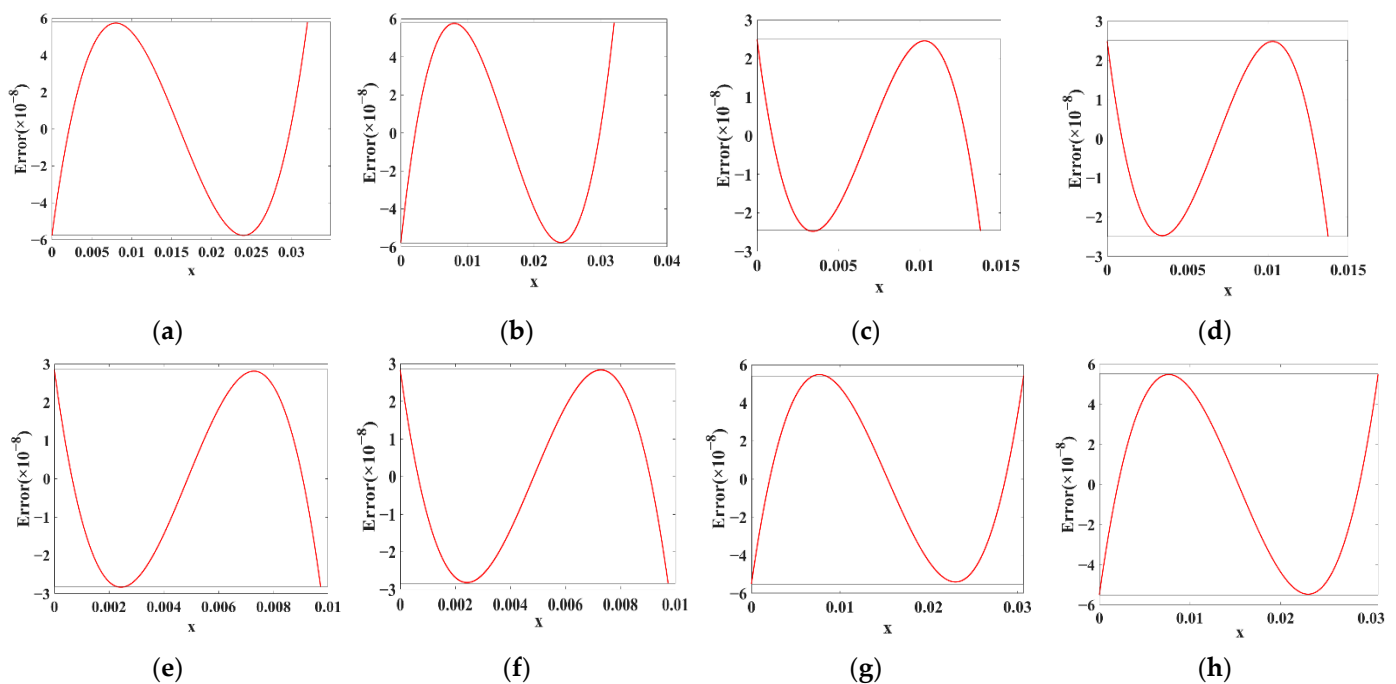 6
4
2
0
−2
−4
−6
Error(×10−8)
0 0.005 0.01 0.015 0.02 0.025 0.03
x
(a)
6
4
2
0
−2
−4
−6
Error(×10−8)
0 0.01 0.02 0.03 0.04
x
(b)
3
2
1
0
−1
−2
−3
Error(×10−8)
0 0.005 0.01 0.015
x
(c)
3
2
1
0
−1
−2
−3
Error(×10−8)
0 0.005 0.01 0.015
x
(d)
3
2
1
0
−1
−2
−3
Error(×10−8)
0 0.002 0.004 0.006 0.008 0.01
x
(e)
3
2
1
0
−1
−2
−3
Error(×10−8)
0 0.002 0.004 0.006 0.008 0.01
x
(f)
6
4
2
0
−2
−4
−6
Error(×10−8)
0 0.01 0.02 0.03
x
(g)
6
4
2
0
−2
−4
−6
Error(×10−8)
0 0.01 0.02 0.03
x
(h)